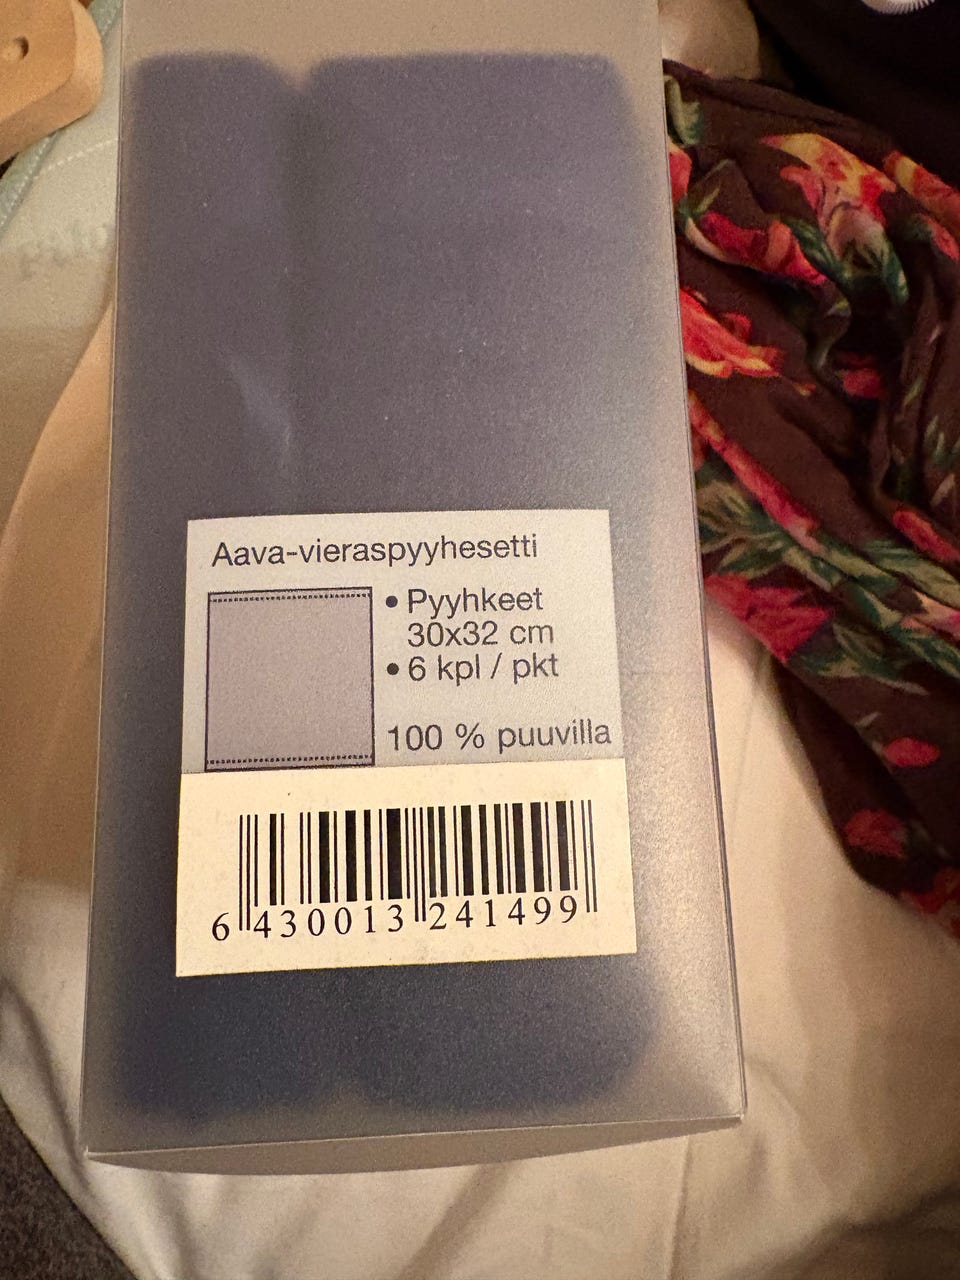 Aava-vieraspyyhesetti
• Pyyhkeet
30x32 cm
• 6 kpl / pkt
100 % puuvilla
6 430013 241499